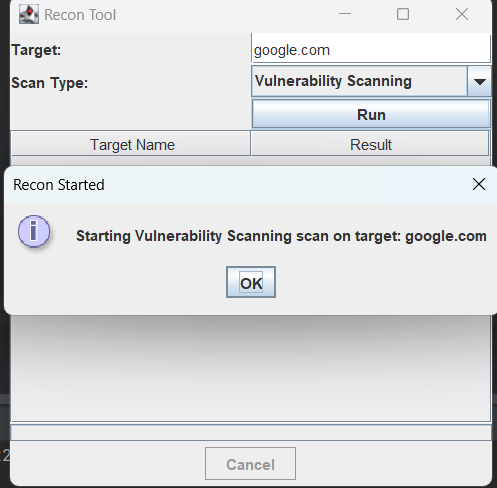 Recon Tool
Target: google.com
Scan Type: Vulnerability Scanning
Run
Target Name Result
Recon Started
i Starting Vulnerability Scanning scan on target: google.com
OK
:2
Cancel